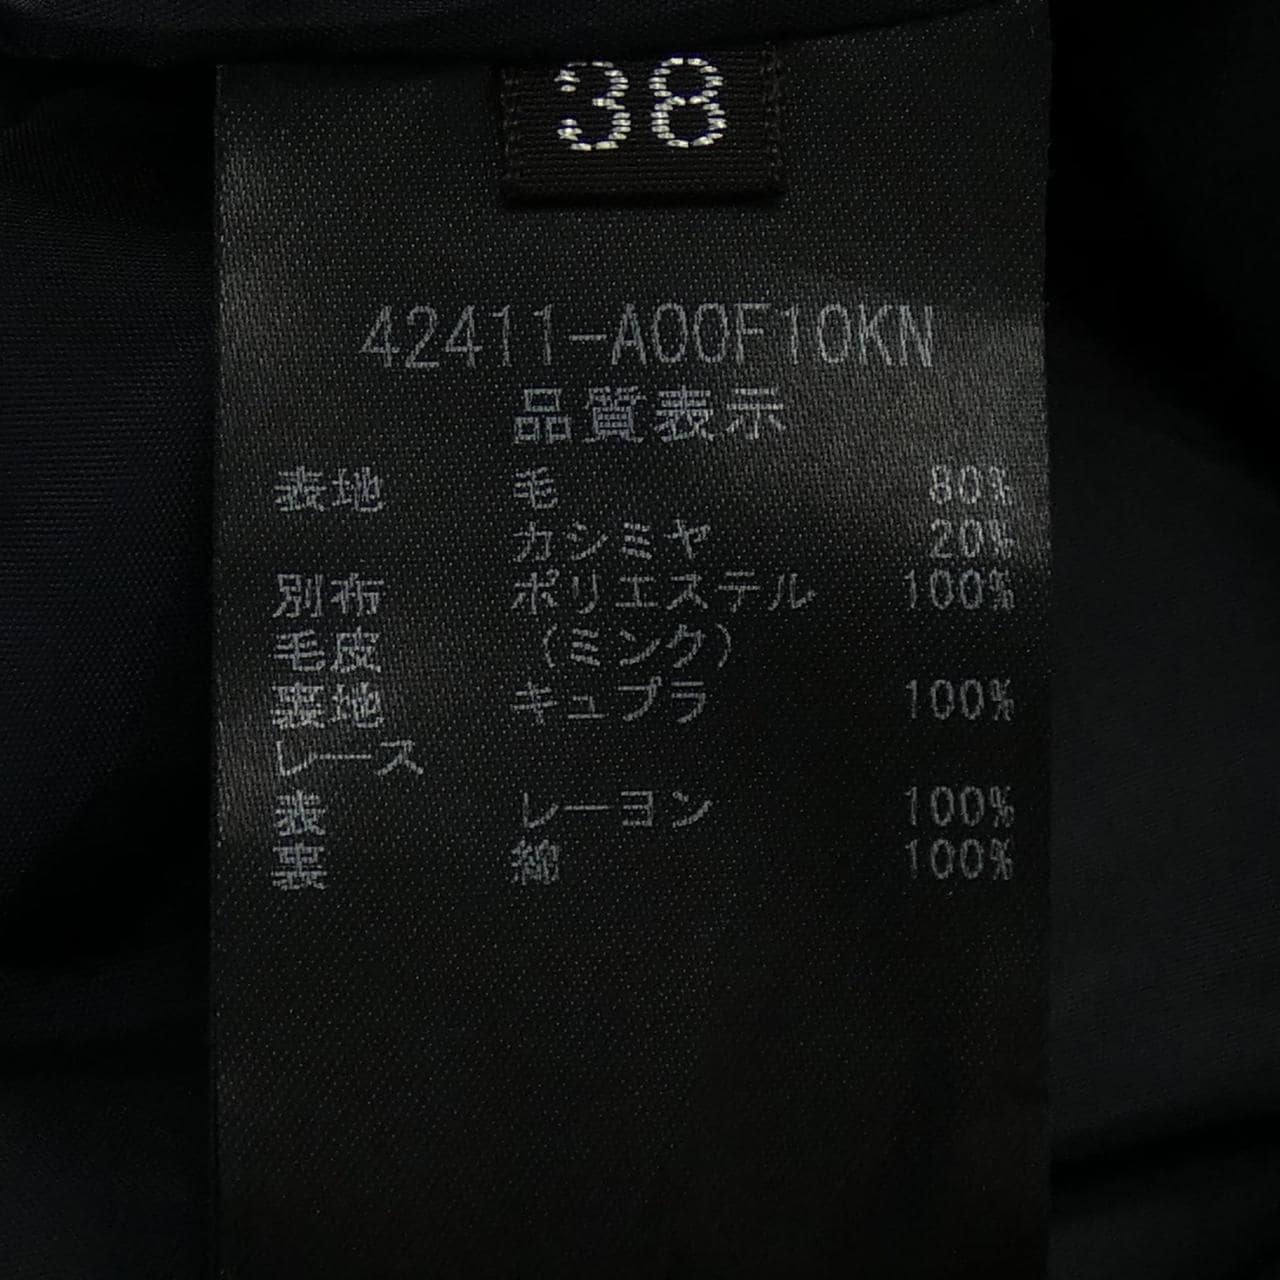 38
42411-A00F10KN
品質表示
表地 毛 80%
カシミヤ 20%
別布 ポリエステル 100%
毛皮 (ミンク)
裏地 キュプラ 100%
レース
表 レーヨン 100%
裏 綿 100%